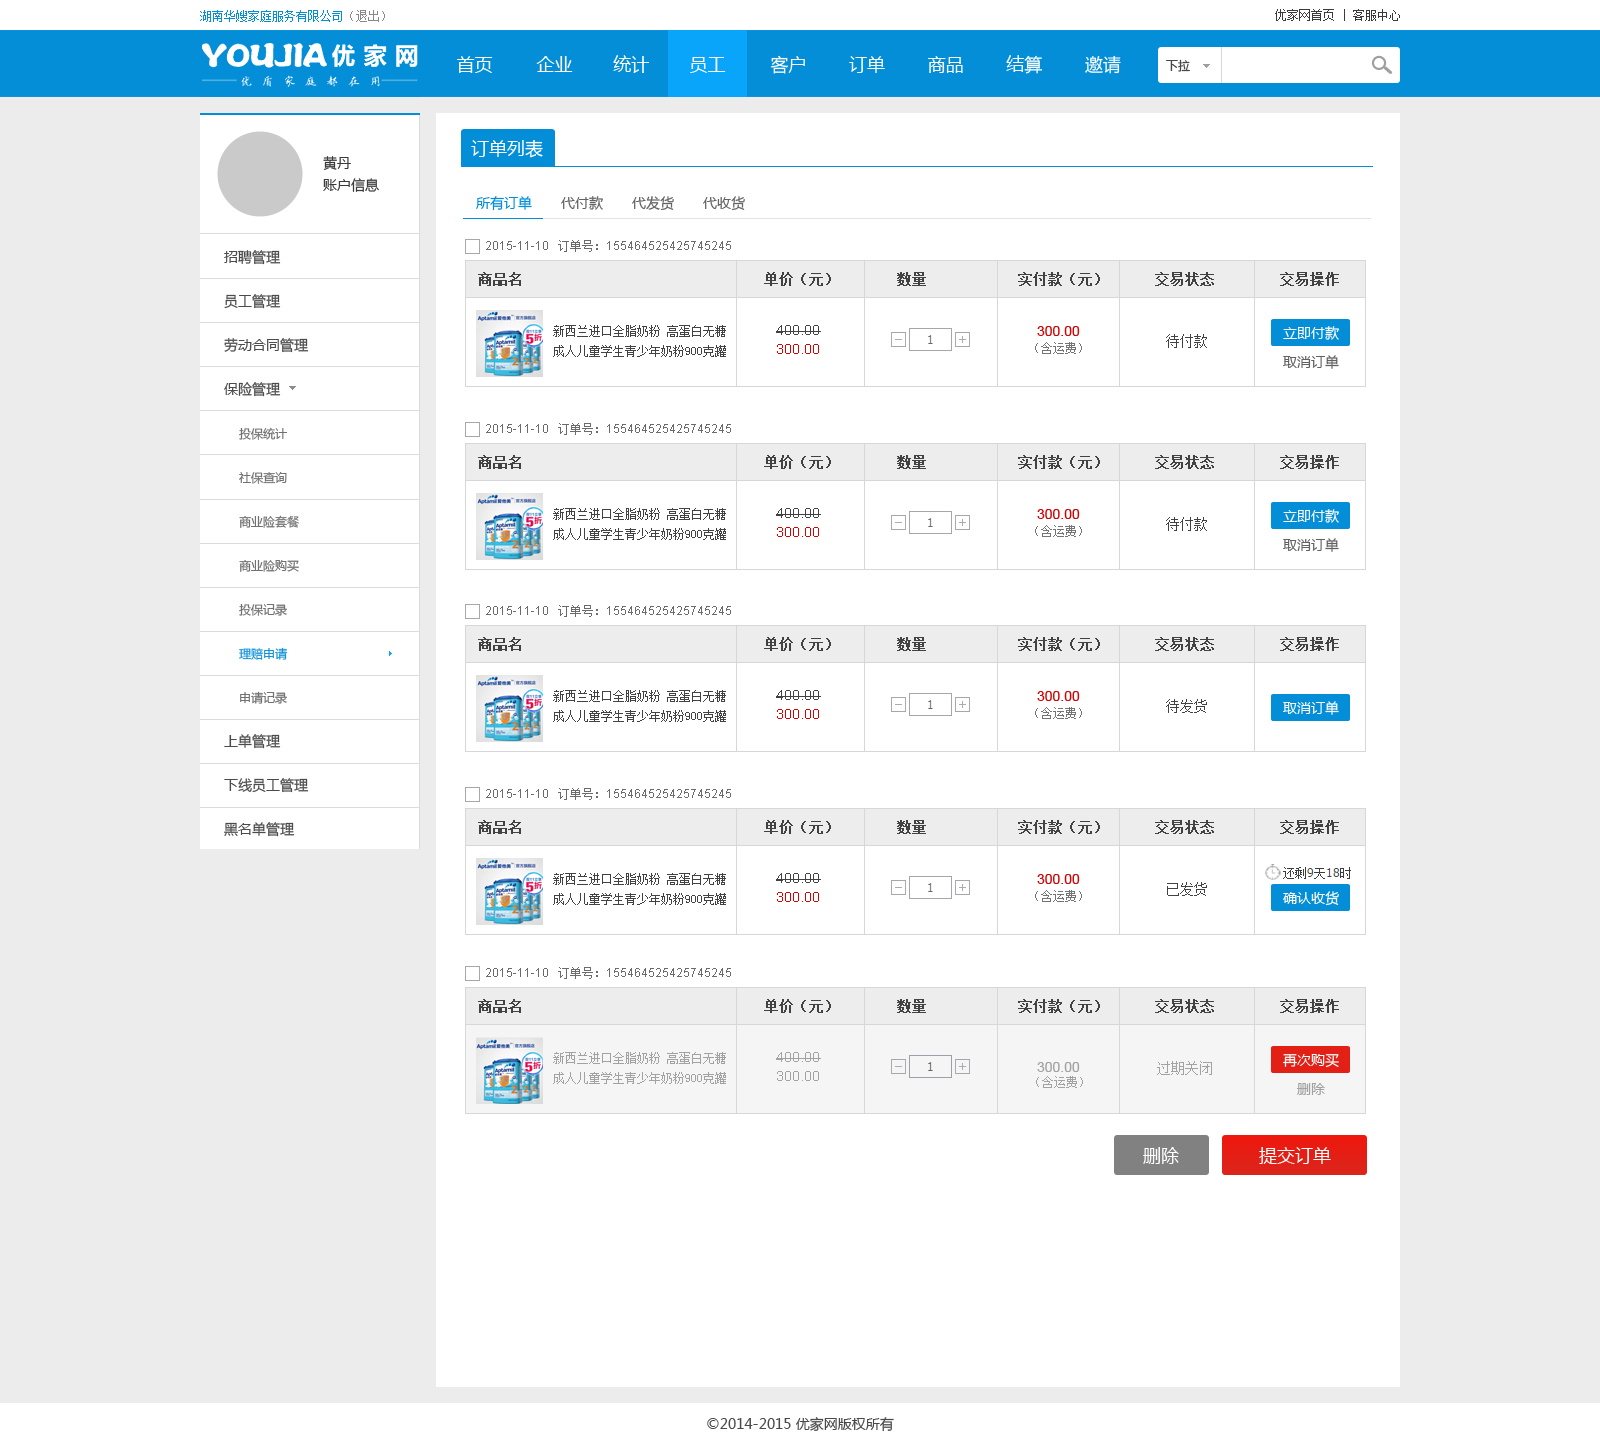 湖南华嫂家庭服务有限公司（退出）
优家网首页 | 客服中心
YOUJIA优家网
优质家庭都在用
首页 企业 统计 员工 客户 订单 商品 结算 邀请
下拉
黄丹
账户信息
招聘管理
员工管理
劳动合同管理
保险管理
投保统计
社保查询
商业险套餐
商业险购买
投保记录
理赔申请
申请记录
上单管理
下线员工管理
黑名单管理
订单列表
所有订单 代付款 代发货 代收货
2015-11-10 订单号：155464525425745245
商品名 单价（元） 数量 实付款（元） 交易状态 交易操作
Aptamil
5折
新西兰进口全脂奶粉 高蛋白无糖
成人儿童学生青少年奶粉900克罐
400.00
300.00
1
300.00
（含运费）
待付款
立即付款
取消订单
2015-11-10 订单号：155464525425745245
商品名 单价（元） 数量 实付款（元） 交易状态 交易操作
Aptamil
5折
新西兰进口全脂奶粉 高蛋白无糖
成人儿童学生青少年奶粉900克罐
400.00
300.00
1
300.00
（含运费）
待付款
立即付款
取消订单
2015-11-10 订单号：155464525425745245
商品名 单价（元） 数量 实付款（元） 交易状态 交易操作
Aptamil
5折
新西兰进口全脂奶粉 高蛋白无糖
成人儿童学生青少年奶粉900克罐
400.00
300.00
1
300.00
（含运费）
待发货
取消订单
2015-11-10 订单号：155464525425745245
商品名 单价（元） 数量 实付款（元） 交易状态 交易操作
Aptamil
5折
新西兰进口全脂奶粉 高蛋白无糖
成人儿童学生青少年奶粉900克罐
400.00
300.00
1
300.00
（含运费）
已发货
还剩9天18时
确认收货
2015-11-10 订单号：155464525425745245
商品名 单价（元） 数量 实付款（元） 交易状态 交易操作
Aptamil
5折
新西兰进口全脂奶粉 高蛋白无糖
成人儿童学生青少年奶粉900克罐
400.00
300.00
1
300.00
（含运费）
过期关闭
再次购买
删除
删除 提交订单
©2014-2015 优家网版权所有